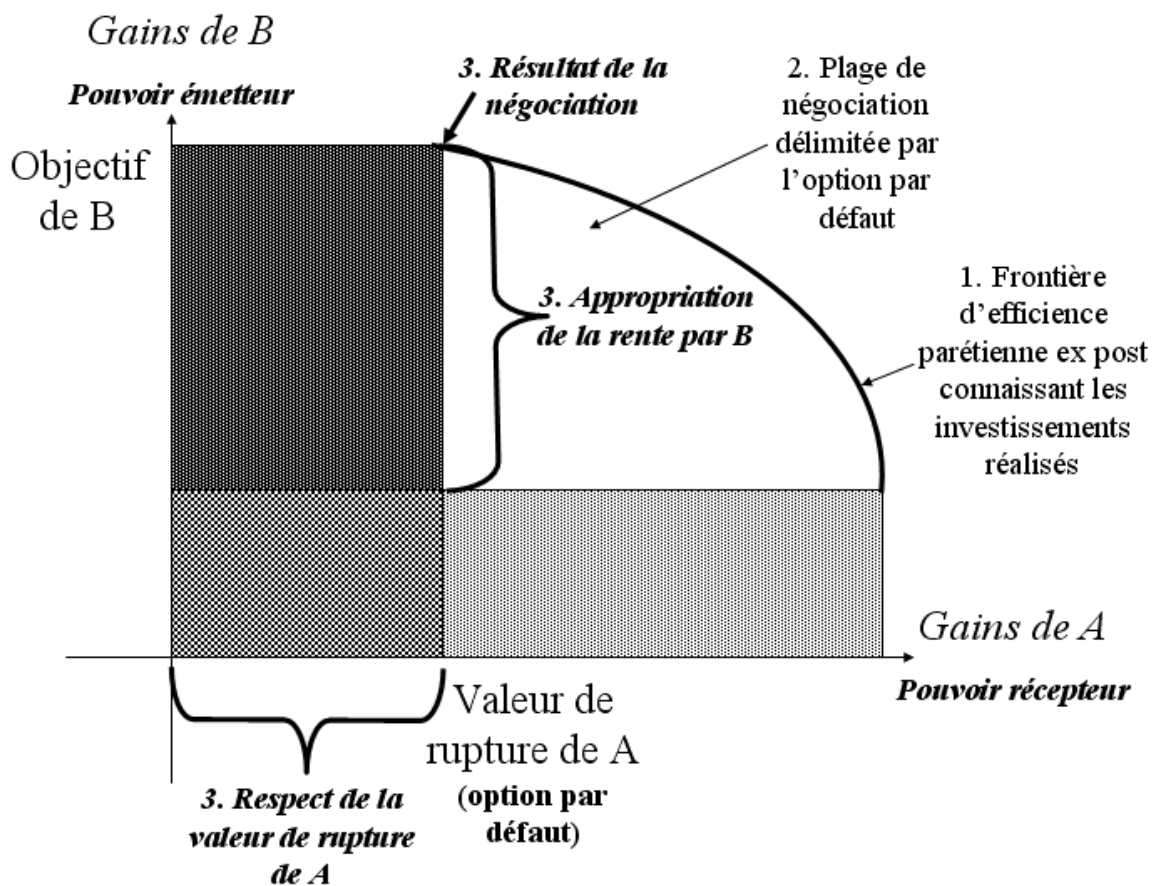 Gains de B
Pouvoir émetteur
Objectif
de B
3. Résultat de la
négociation
2. Plage de
négociation
délimitée par
l’option par
défaut
1. Frontière
d’efficience
parétienne ex post
connaissant les
investissements
réalisés
3. Appropriation
de la rente par B
Gains de A
Pouvoir récepteur
Valeur de
rupture de A
(option par
défaut)
3. Respect de la
valeur de rupture
de A